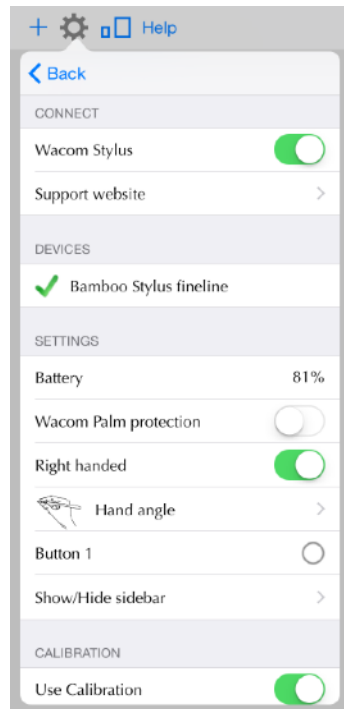 Help
Back
CONNECT
Wacom Stylus
Support website
DEVICES
Bamboo Stylus fineline
SETTINGS
Battery 81%
Wacom Palm protection
Right handed
Hand angle
Button 1
Show/Hide sidebar
CALIBRATION
Use Calibration